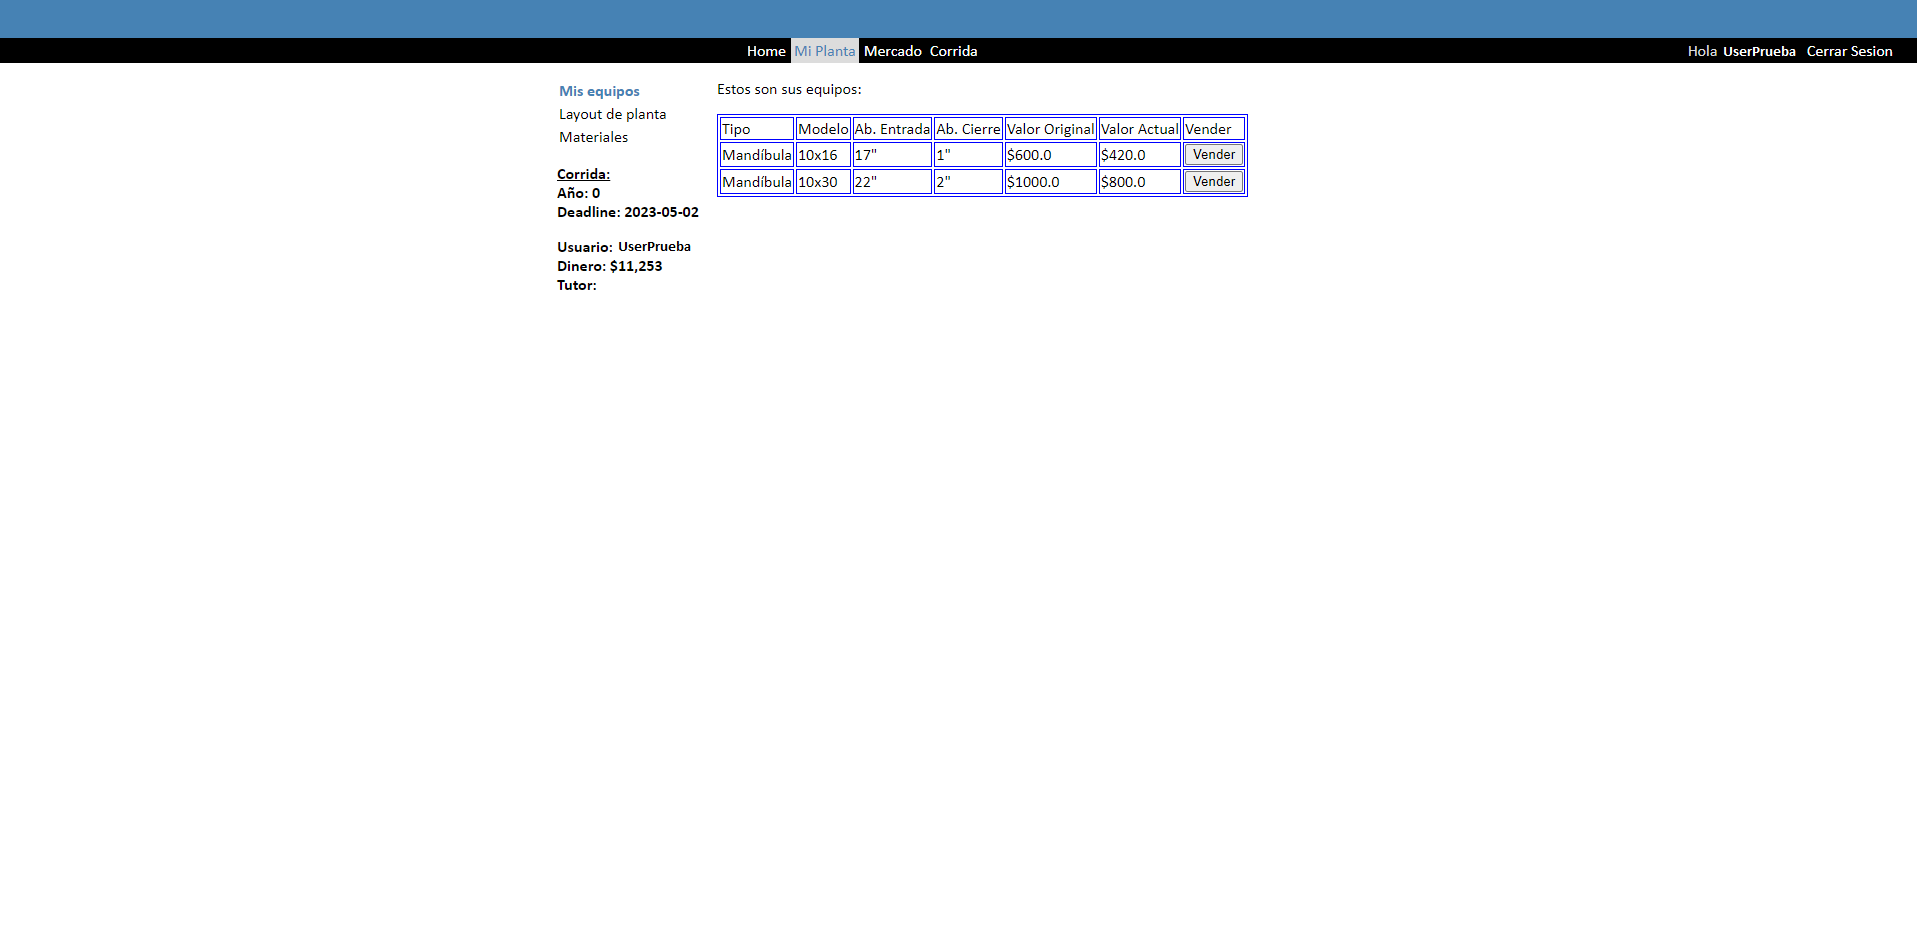 Home Mi Planta Mercado Corrida Hola UserPrueba Cerrar Sesion
Mis equipos
Layout de planta
Materiales
Corrida:
Año: 0
Deadline: 2023-05-02
Usuario: UserPrueba
Dinero: $11,253
Tutor:
Estos son sus equipos:
Tipo Modelo Ab. Entrada Ab. Cierre Valor Original Valor Actual Vender
Mandíbula 10x16 17" 1" $600.0 $420.0 Vender
Mandíbula 10x30 22" 2" $1000.0 $800.0 Vender